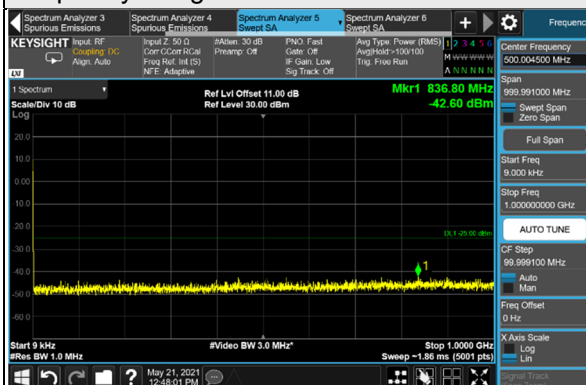 Spectrum Analyzer 3
Spurious Emissions
Spectrum Analyzer 4
Spurious Emissions
Spectrum Analyzer 5
Swept SA
Spectrum Analyzer 6
Swept SA
+
Frequency
KEYSIGHT
Input: RF
Coupling: DC
Align: Auto
Input Z: 50 Ω
Corr CCorr RCal
Freq Ref: Int (S)
NFE: Adaptive
#Atten: 30 dB
Preamp: Off
PNO: Fast
Gate: Off
IF Gain: Low
Sig Track: Off
Avg Type: Power (RMS)
Avg|Hold:>100/100
Trig: Free Run
1 2 3 4 5 6
M W W W W W
A N N N N N
LXI
1 Spectrum
Scale/Div 10 dB
Ref Lvl Offset 11.00 dB
Ref Level 30.00 dBm
Mkr1 836.80 MHz
-42.60 dBm
Log
20.0
10.0
0.00
-10.0
-20.0
-30.0
-40.0
-50.0
-60.0
DL1 -25.00 dBm
1
Start 9 kHz
#Res BW 1.0 MHz
#Video BW 3.0 MHz*
Stop 1.0000 GHz
Sweep ~1.86 ms (5001 pts)
Center Frequency
500.004500 MHz
Span
999.991000 MHz
Swept Span
Zero Span
Full Span
Start Freq
9.000 kHz
Stop Freq
1.000000000 GHz
AUTO TUNE
CF Step
99.999100 MHz
Auto
Man
Freq Offset
0 Hz
X Axis Scale
Log
Lin
Signal Track
?
May 21, 2021
12:48:01 PM